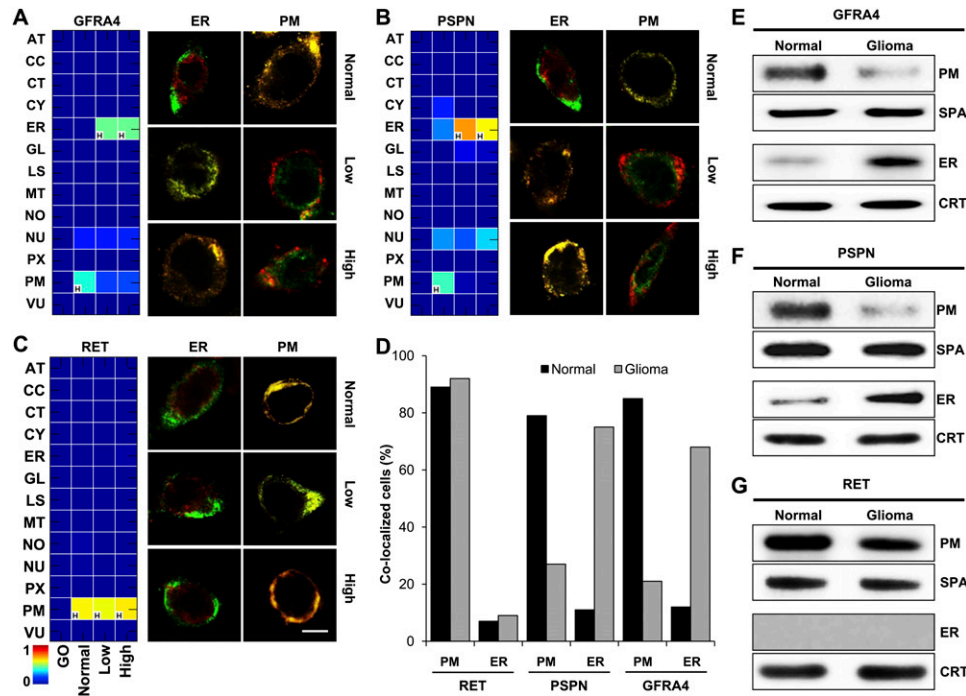 A
GFRA4
ER
PM
AT
CC
CT
CY
ER
GL
LS
MT
NO
NU
PX
PM
VU
H
H
H
Normal
Low
High
B
PSPN
ER
PM
AT
CC
CT
CY
ER
GL
LS
MT
NO
NU
PX
PM
VU
H
H
H
Normal
Low
High
C
RET
ER
PM
AT
CC
CT
CY
ER
GL
LS
MT
NO
NU
PX
PM
VU
H
H
H
1
0
GO
Normal
Low
High
Normal
Low
High
D
Normal
Glioma
Co-localized cells (%)
100
80
60
40
20
0
PM
ER
PM
ER
PM
ER
RET
PSPN
GFRA4
E
GFRA4
Normal
Glioma
PM
SPA
ER
CRT
F
PSPN
Normal
Glioma
PM
SPA
ER
CRT
G
RET
Normal
Glioma
PM
SPA
ER
CRT